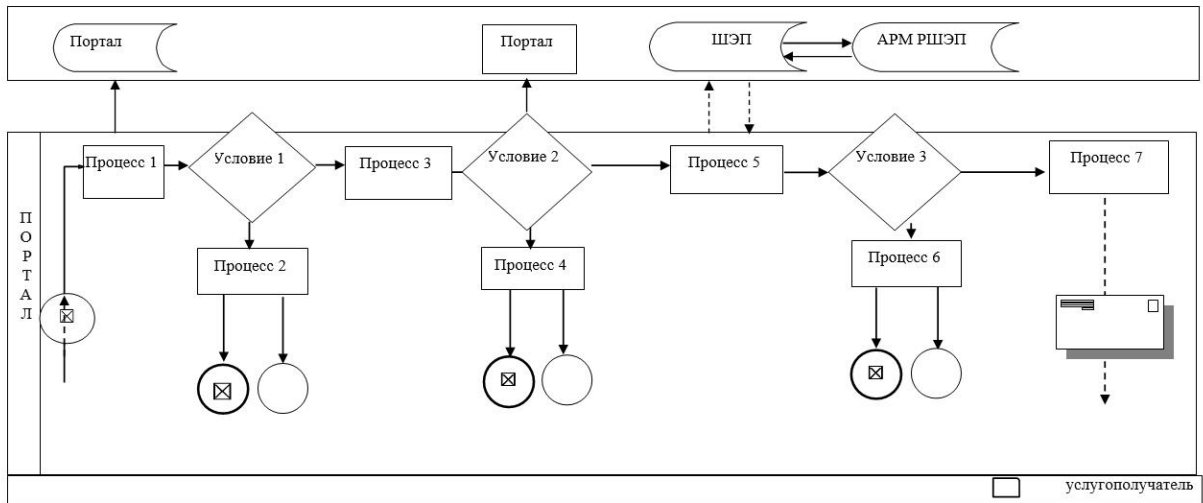 Портал
Портал
ШЭП
АРМ РШЭП
ПОРТАЛ
Процесс 1
Условие 1
Процесс 3
Условие 2
Процесс 5
Условие 3
Процесс 7
Процесс 2
Процесс 4
Процесс 6
услугополучатель